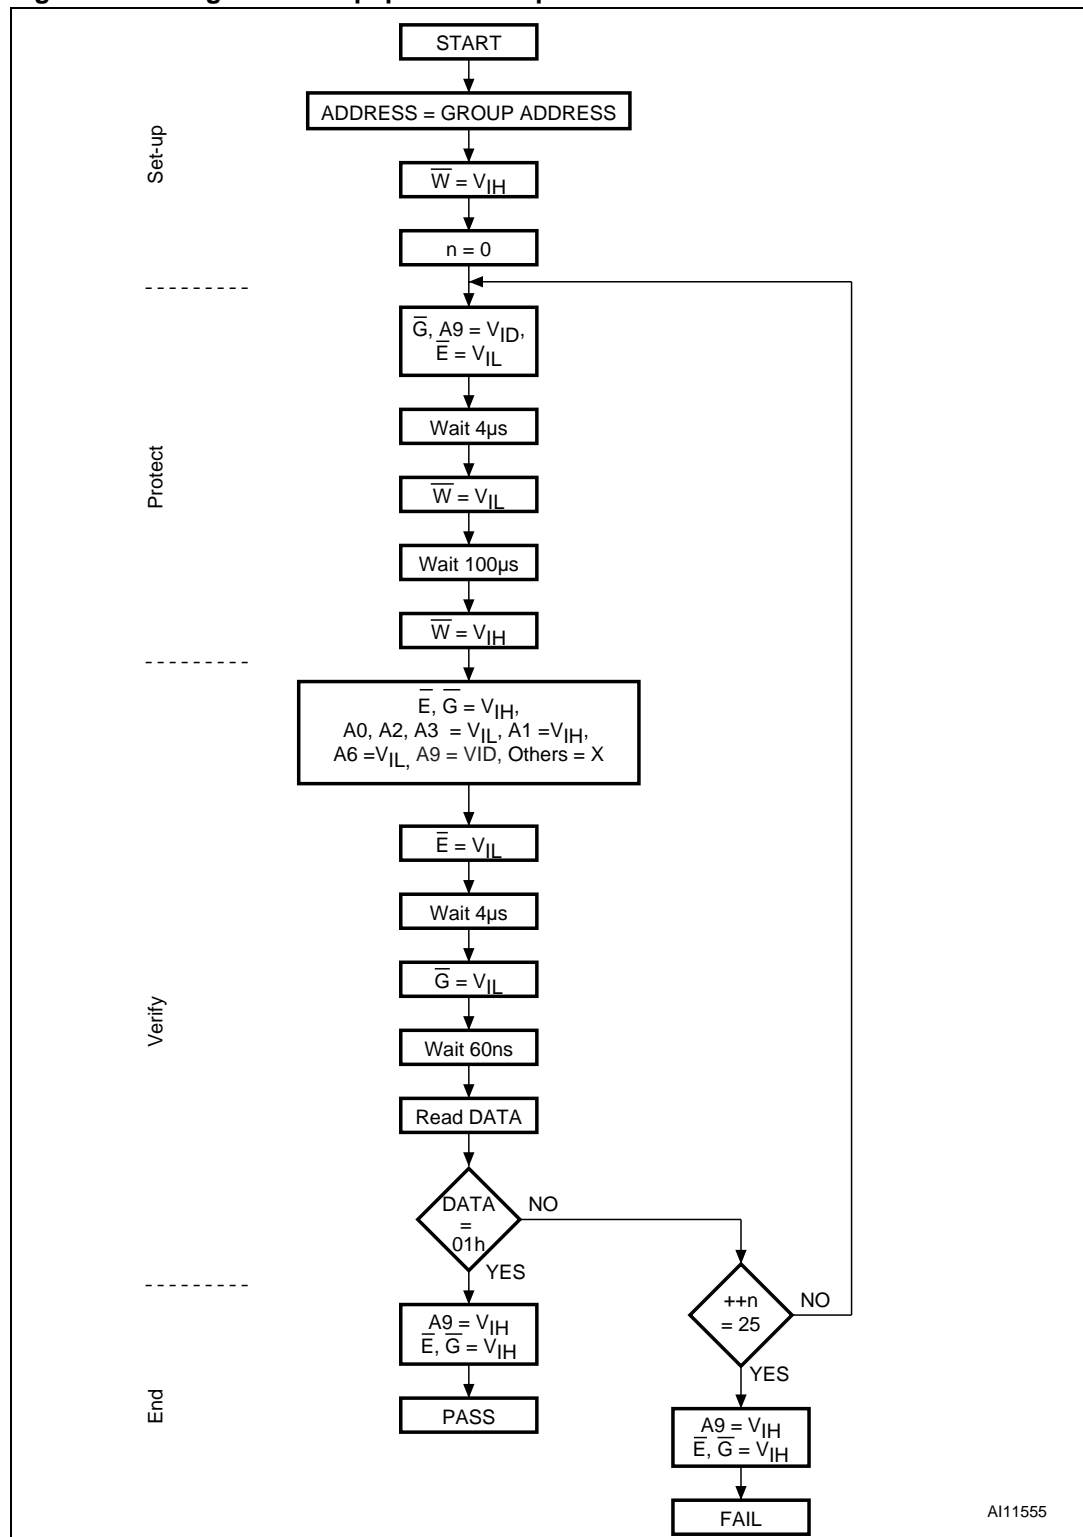 START
ADDRESS = GROUP ADDRESS
Set-up
W̅ = VIH
n = 0
G̅, A9 = VID,
E̅ = VIL
Wait 4µs
Protect
W̅ = VIL
Wait 100µs
W̅ = VIH
E̅, G̅ = VIH,
A0, A2, A3 = VIL, A1 =VIH,
A6 =VIL, A9 = VID, Others = X
E̅ = VIL
Wait 4µs
G̅ = VIL
Verify
Wait 60ns
Read DATA
DATA
=
01h
NO
YES
++n
= 25
NO
YES
A9 = VIH
E̅, G̅ = VIH
End
PASS
A9 = VIH
E̅, G̅ = VIH
FAIL
AI11555